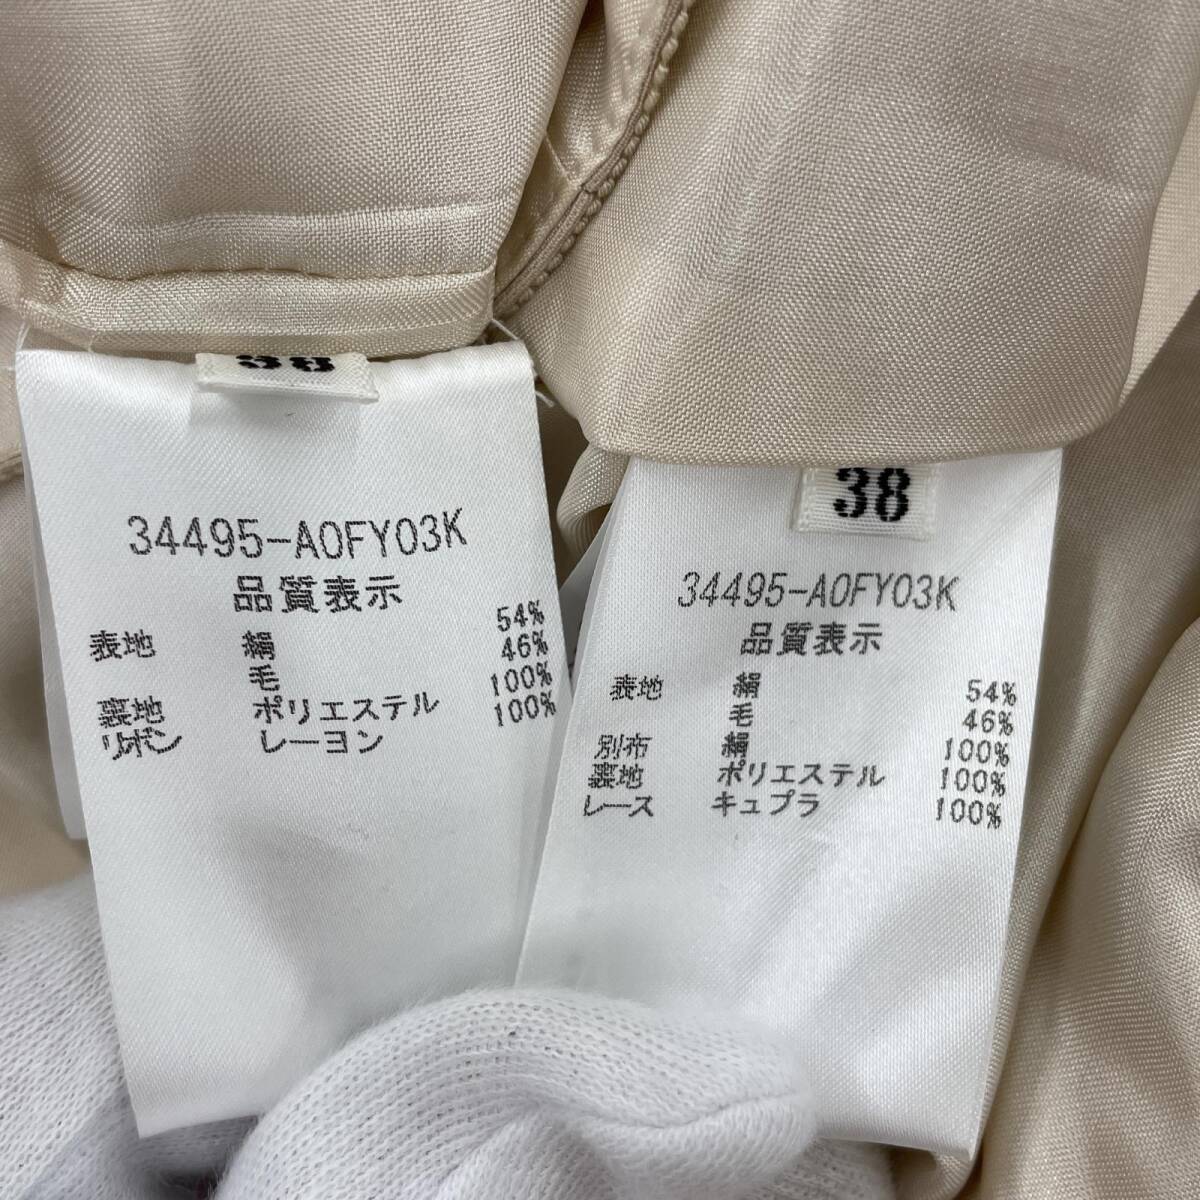 38
34495-A0FY03K
品質表示
表地 絹 54%
毛 46%
裏地 ポリエステル 100%
リボン レーヨン 100%
38
34495-A0FY03K
品質表示
表地 絹 54%
毛 46%
別布 絹 100%
裏地 ポリエステル 100%
レース キュプラ 100%